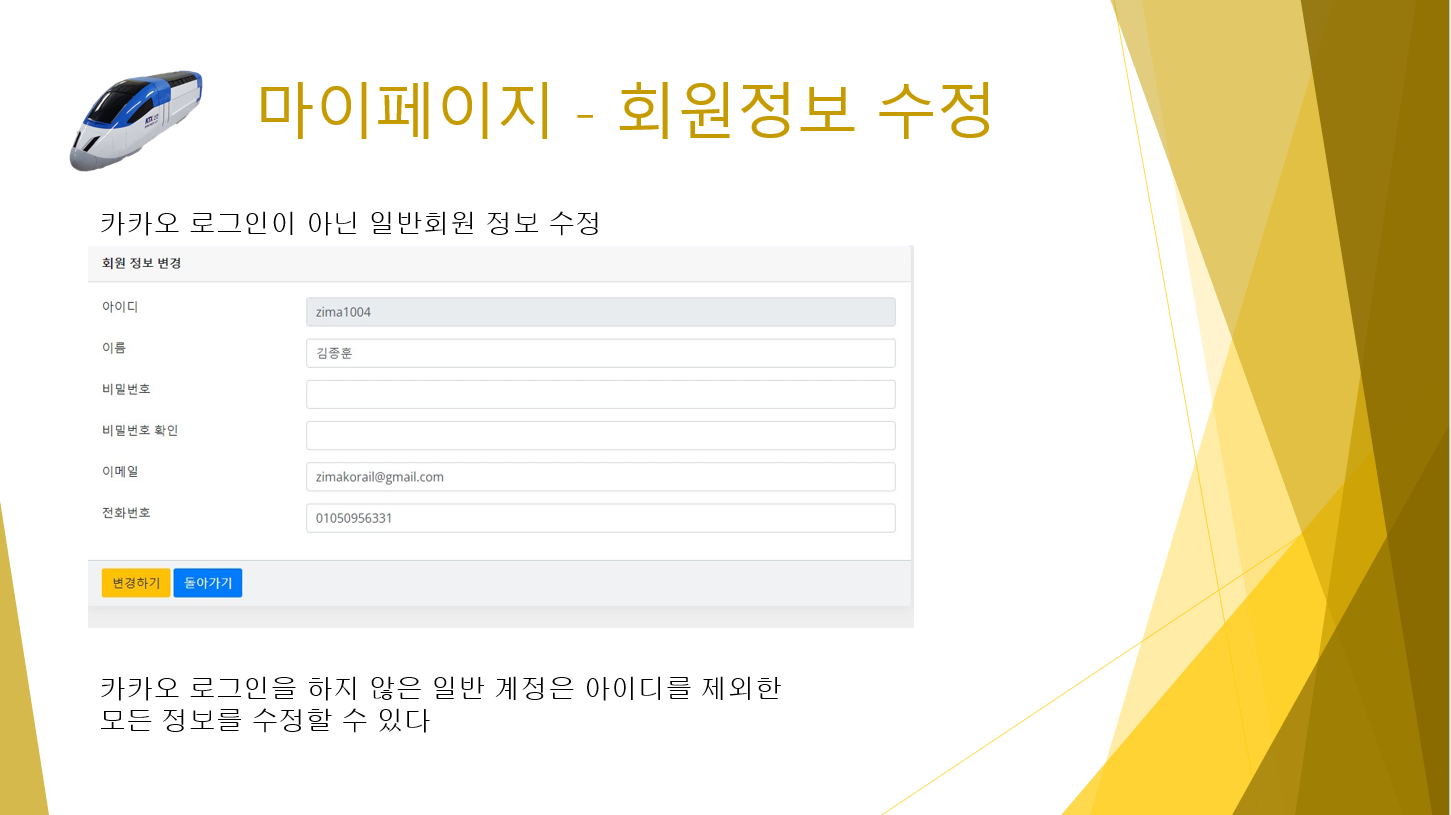 마이페이지 - 회원정보 수정
카카오 로그인이 아닌 일반회원 정보 수정
회원 정보 변경
아이디
zima1004
이름
김종훈
비밀번호
비밀번호 확인
이메일
zimakorail@gmail.com
전화번호
01050956331
변경하기 돌아가기
카카오 로그인을 하지 않은 일반 계정은 아이디를 제외한
모든 정보를 수정할 수 있다